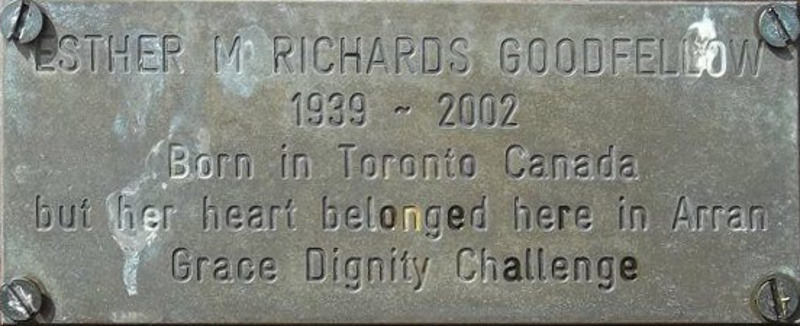 ESTHER M RICHARDS GOODFELLOW
1939 ~ 2002
Born in Toronto Canada
but her heart belonged here in Arran
Grace Dignity Challenge